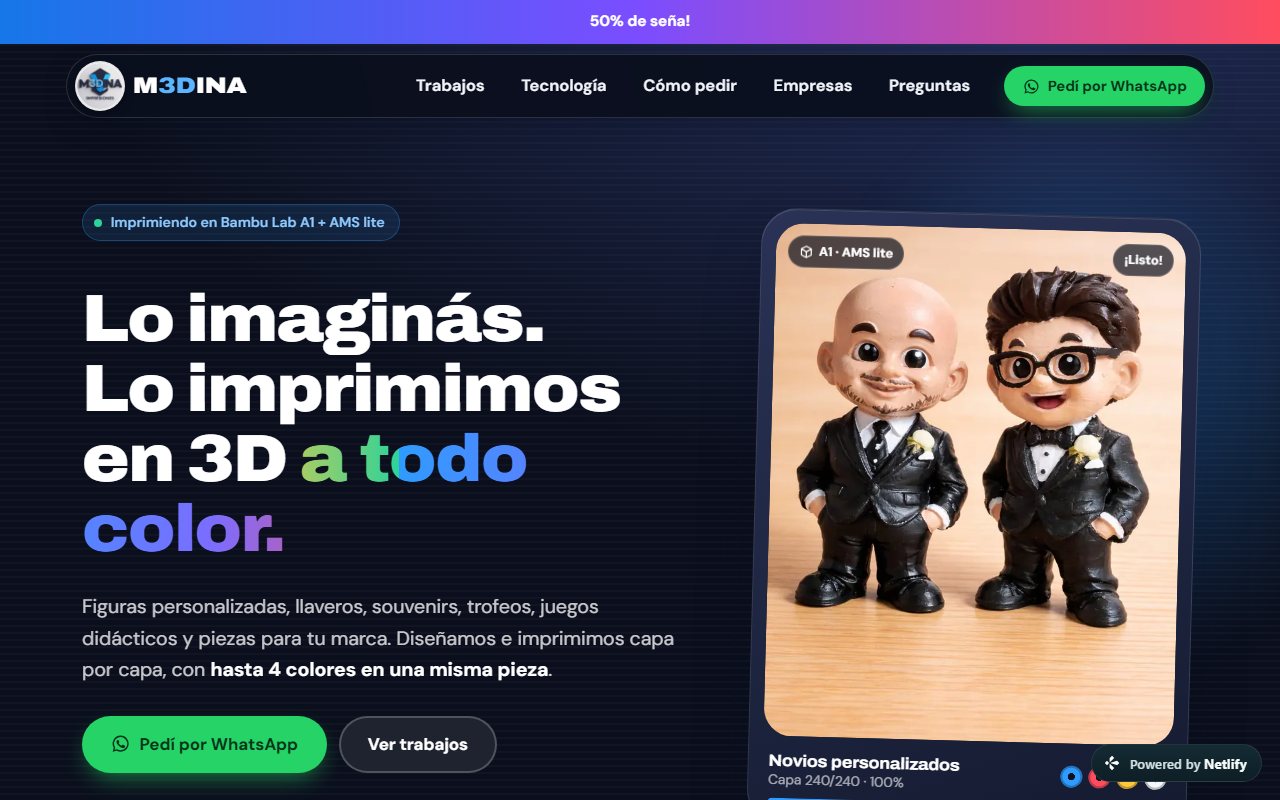 50% de seña!
M3DNA
M3DINA
Trabajos
Tecnología
Cómo pedir
Empresas
Preguntas
Pedí por WhatsApp
Imprimiendo en Bambu Lab A1 + AMS lite
Lo imaginás.
Lo imprimimos
en 3D a todo
color.
Figuras personalizadas, llaveros, souvenirs, trofeos, juegos
didácticos y piezas para tu marca. Diseñamos e imprimimos capa
por capa, con hasta 4 colores en una misma pieza.
Pedí por WhatsApp
Ver trabajos
A1 · AMS lite
¡Listo!
Novios personalizados
Capa 240/240 · 100%
Powered by Netlify